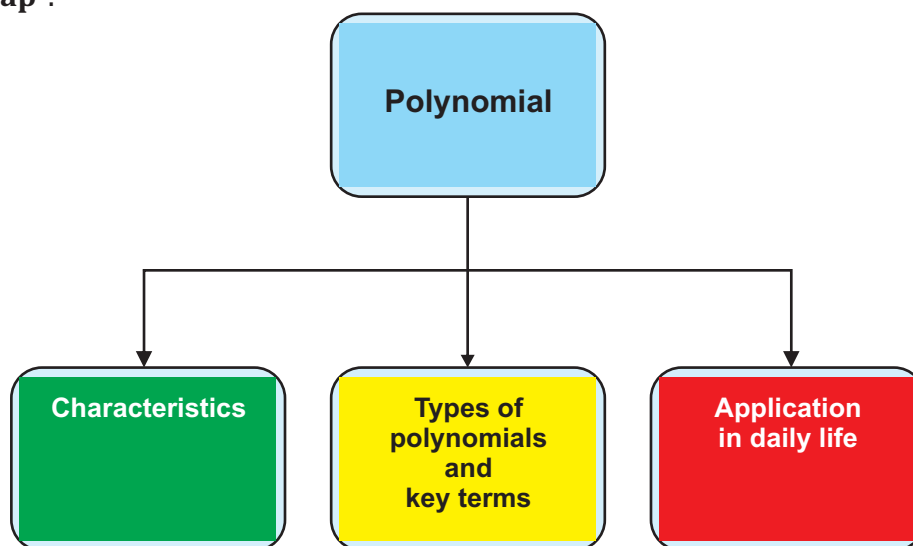 ap :
Polynomial
Characteristics
Types of
polynomials
and
key terms
Application
in daily life